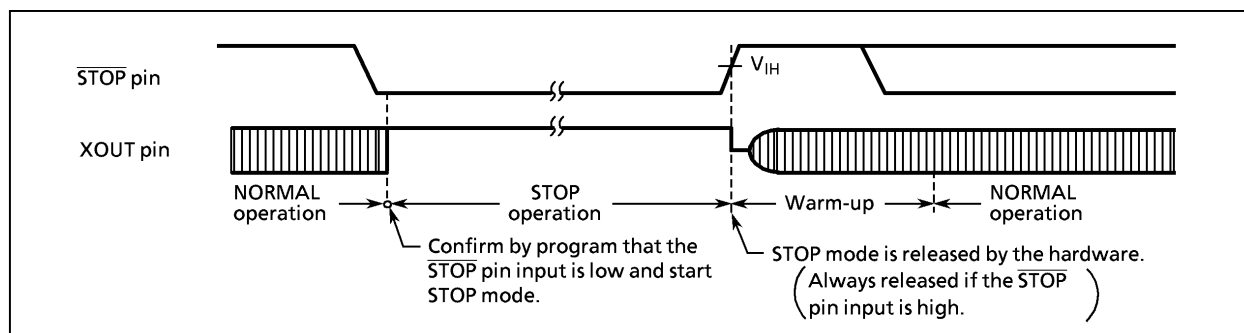 STOP pin
VIH
XOUT pin
NORMAL operation
STOP operation
Warm-up
NORMAL operation
Confirm by program that the
STOP pin input is low and start
STOP mode.
STOP mode is released by the hardware.
(Always released if the STOP
pin input is high.)